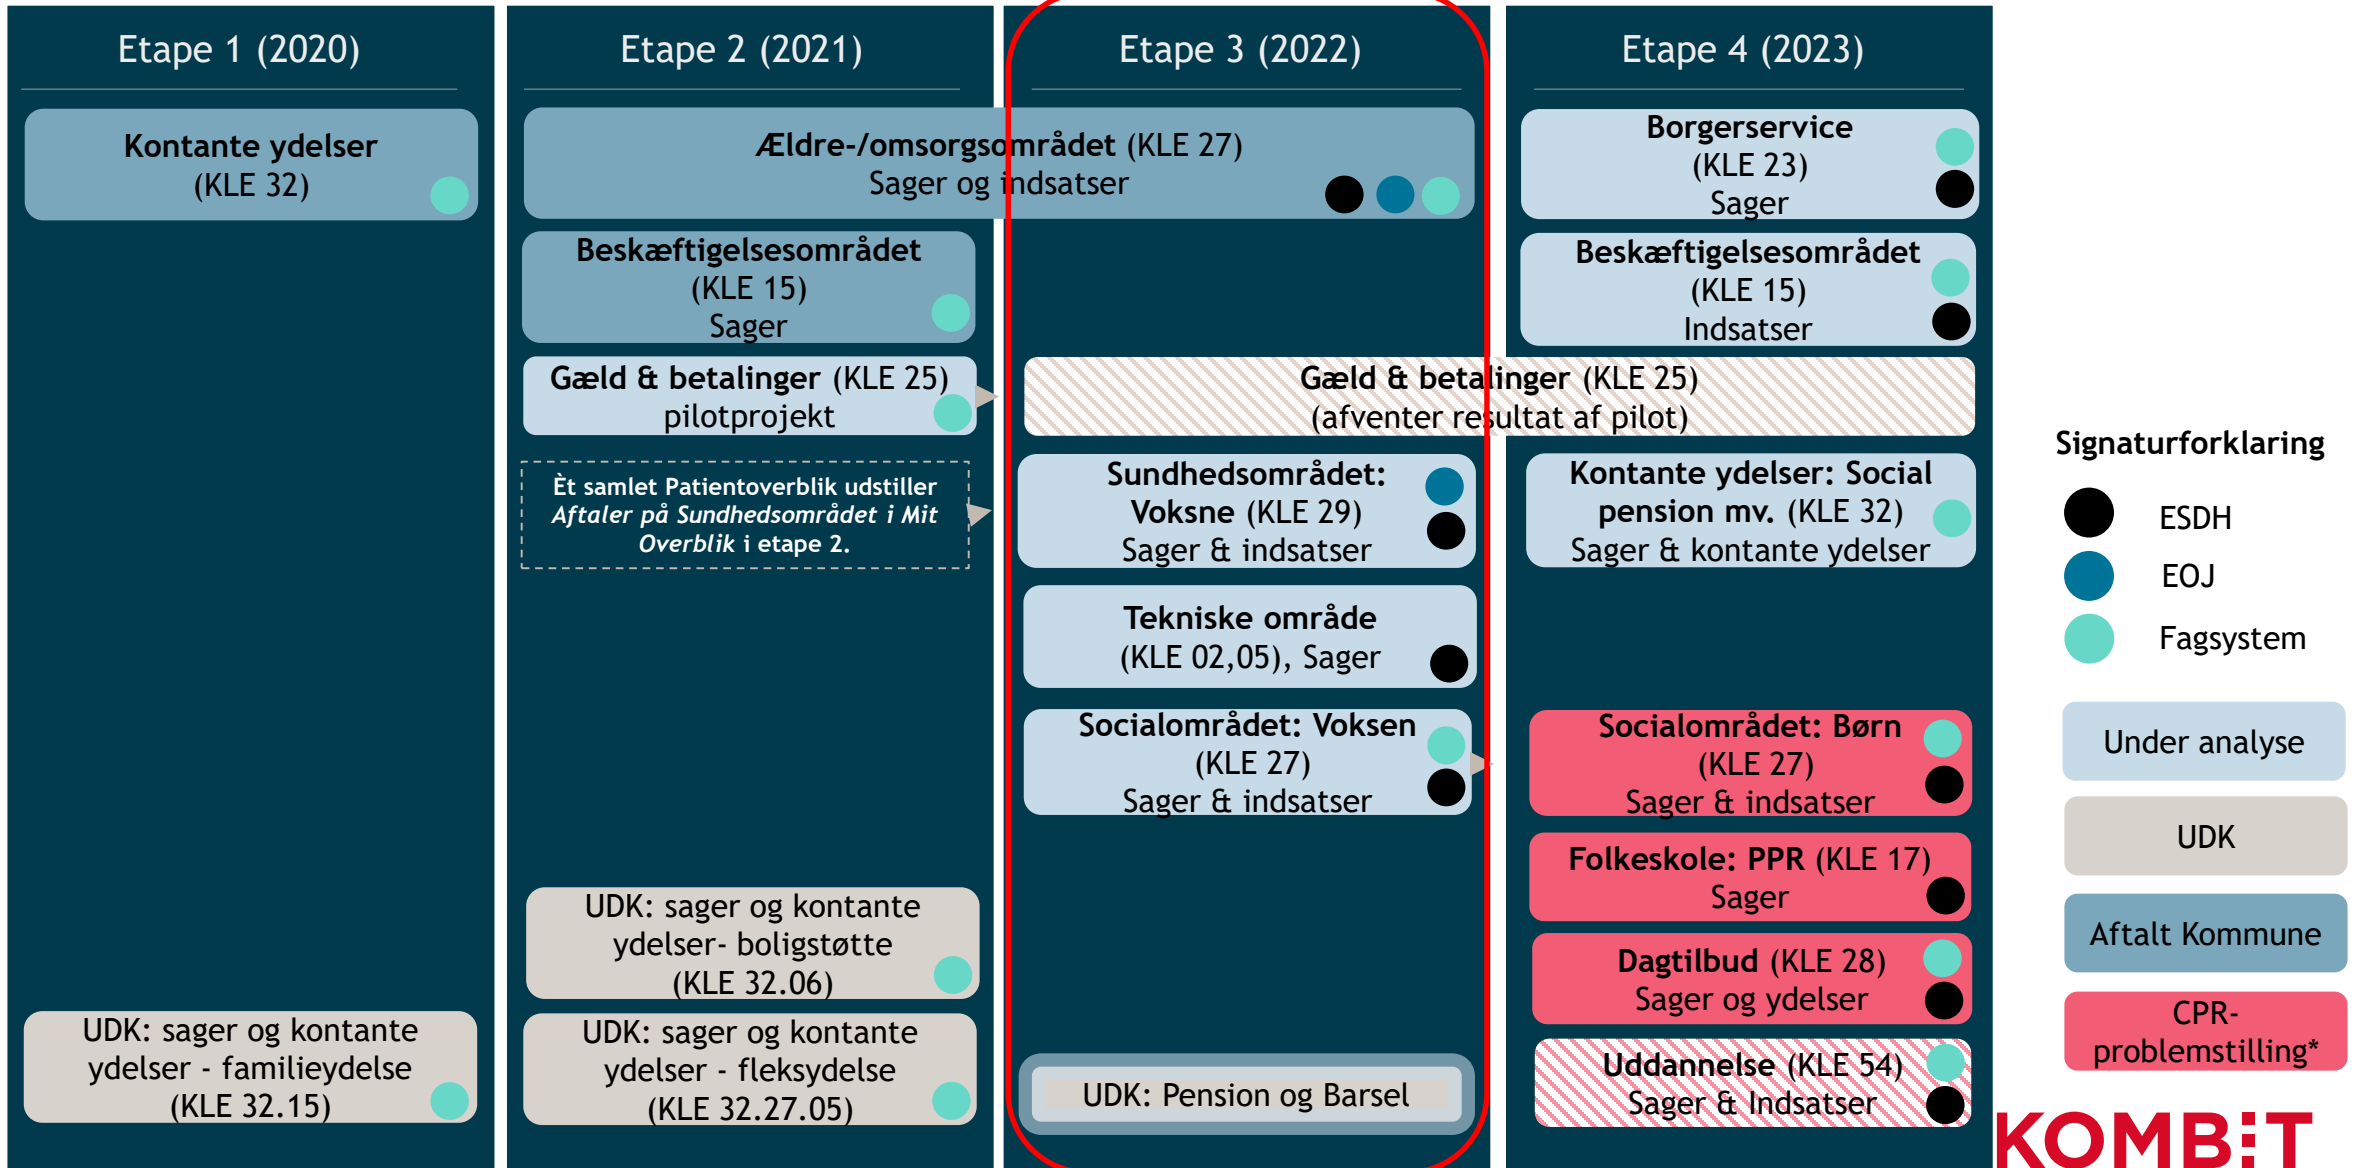 Etape 1 (2020)
Kontante ydelser
(KLE 32)
UDK: sager og kontante
ydelser - familieydelse
(KLE 32.15)
Etape 2 (2021)
Ældre-/omsorgsområdet (KLE 27)
Sager og indsatser
Beskæftigelsesområdet
(KLE 15)
Sager
Gæld & betalinger (KLE 25)
pilotprojekt
Èt samlet Patientoverblik udstiller
Aftaler på Sundhedsområdet i Mit
Overblik i etape 2.
UDK: sager og kontante
ydelser- boligstøtte
(KLE 32.06)
UDK: sager og kontante
ydelser - fleksydelse
(KLE 32.27.05)
Etape 3 (2022)
Gæld & betalinger (KLE 25)
(afventer resultat af pilot)
Sundhedsområdet:
Voksne (KLE 29)
Sager & indsatser
Tekniske område
(KLE 02,05), Sager
Socialområdet: Voksen
(KLE 27)
Sager & indsatser
UDK: Pension og Barsel
Etape 4 (2023)
Borgerservice
(KLE 23)
Sager
Beskæftigelsesområdet
(KLE 15)
Indsatser
Kontante ydelser: Social
pension mv. (KLE 32)
Sager & kontante ydelser
Socialområdet: Børn
(KLE 27)
Sager & indsatser
Folkeskole: PPR (KLE 17)
Sager
Dagtilbud (KLE 28)
Sager og ydelser
Uddannelse (KLE 54)
Sager & Indsatser
Signaturforklaring
ESDH
EOJ
Fagsystem
Under analyse
UDK
Aftalt Kommune
CPR-
problemstilling*
KOMBIT